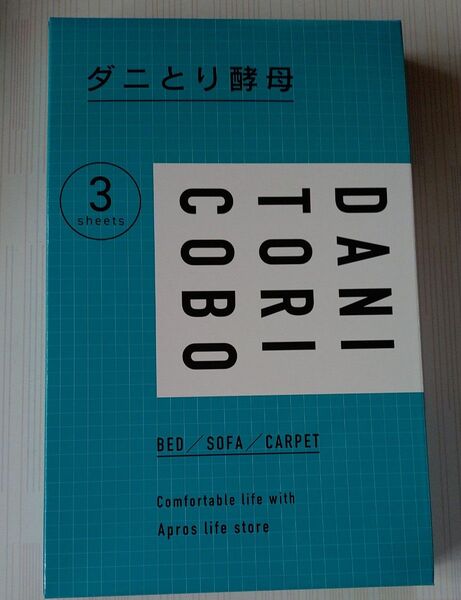 ダニとり酵母
3
sheets
DANI
TORI
COBO
BED／SOFA／CARPET
Comfortable life with
Apros life store